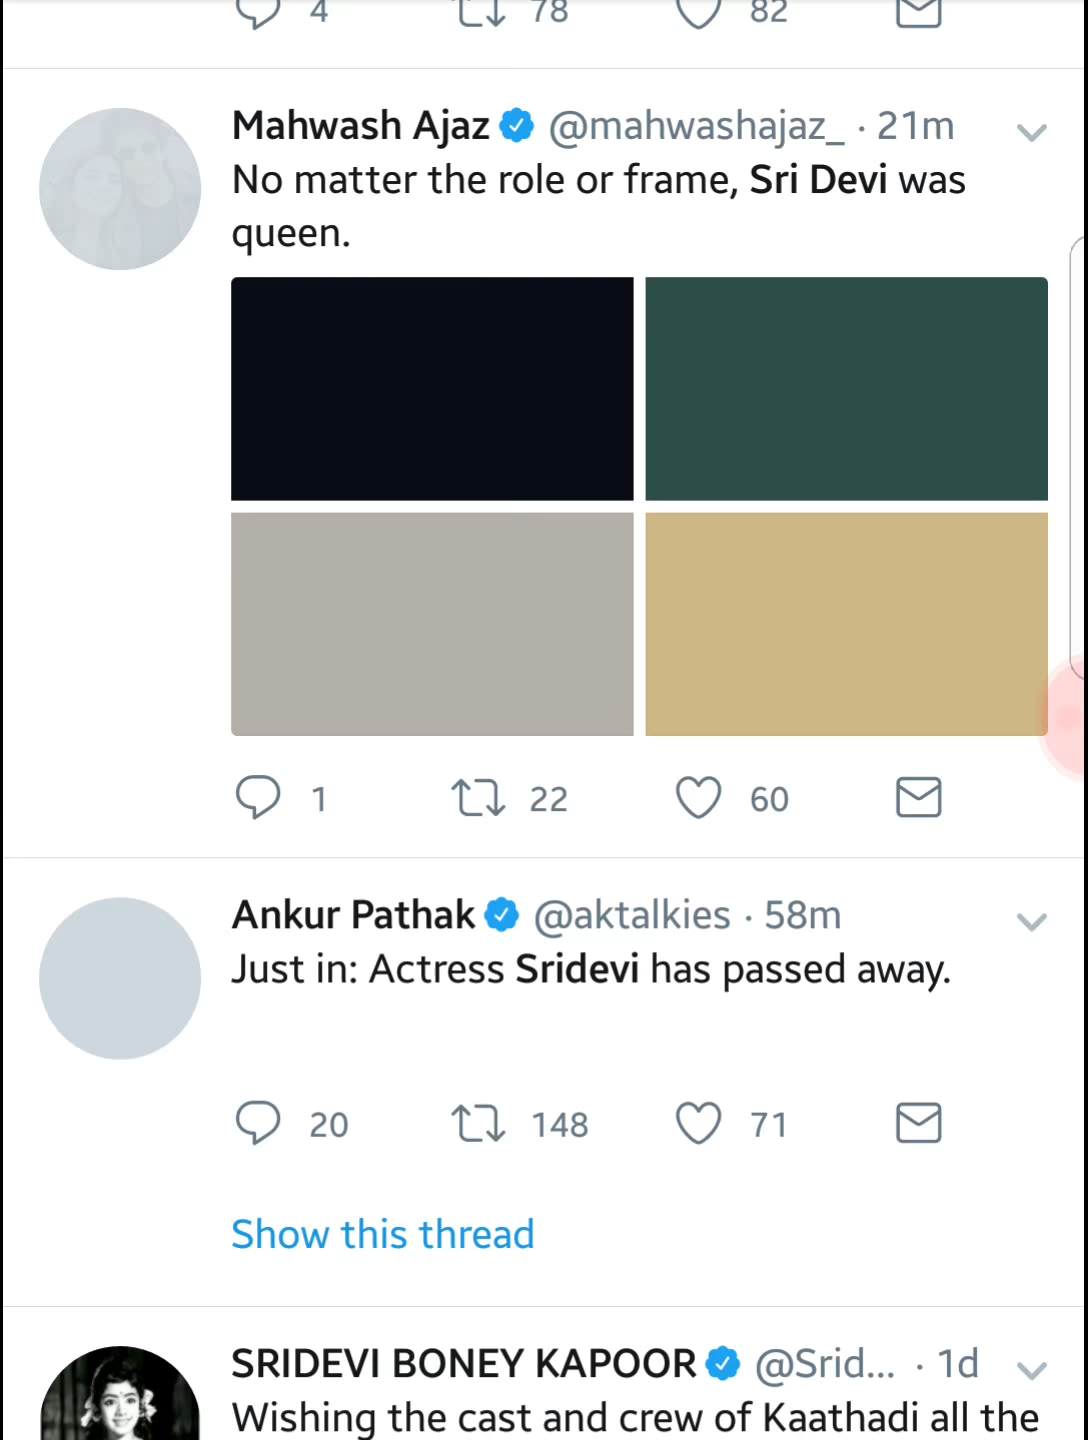 4 78 82
Mahwash Ajaz @mahwashajaz_ · 21m
No matter the role or frame, Sri Devi was
queen.
1 22 60
Ankur Pathak @aktalkies · 58m
Just in: Actress Sridevi has passed away.
20 148 71
Show this thread
SRIDEVI BONEY KAPOOR @Srid... · 1d
Wishing the cast and crew of Kaathadi all the